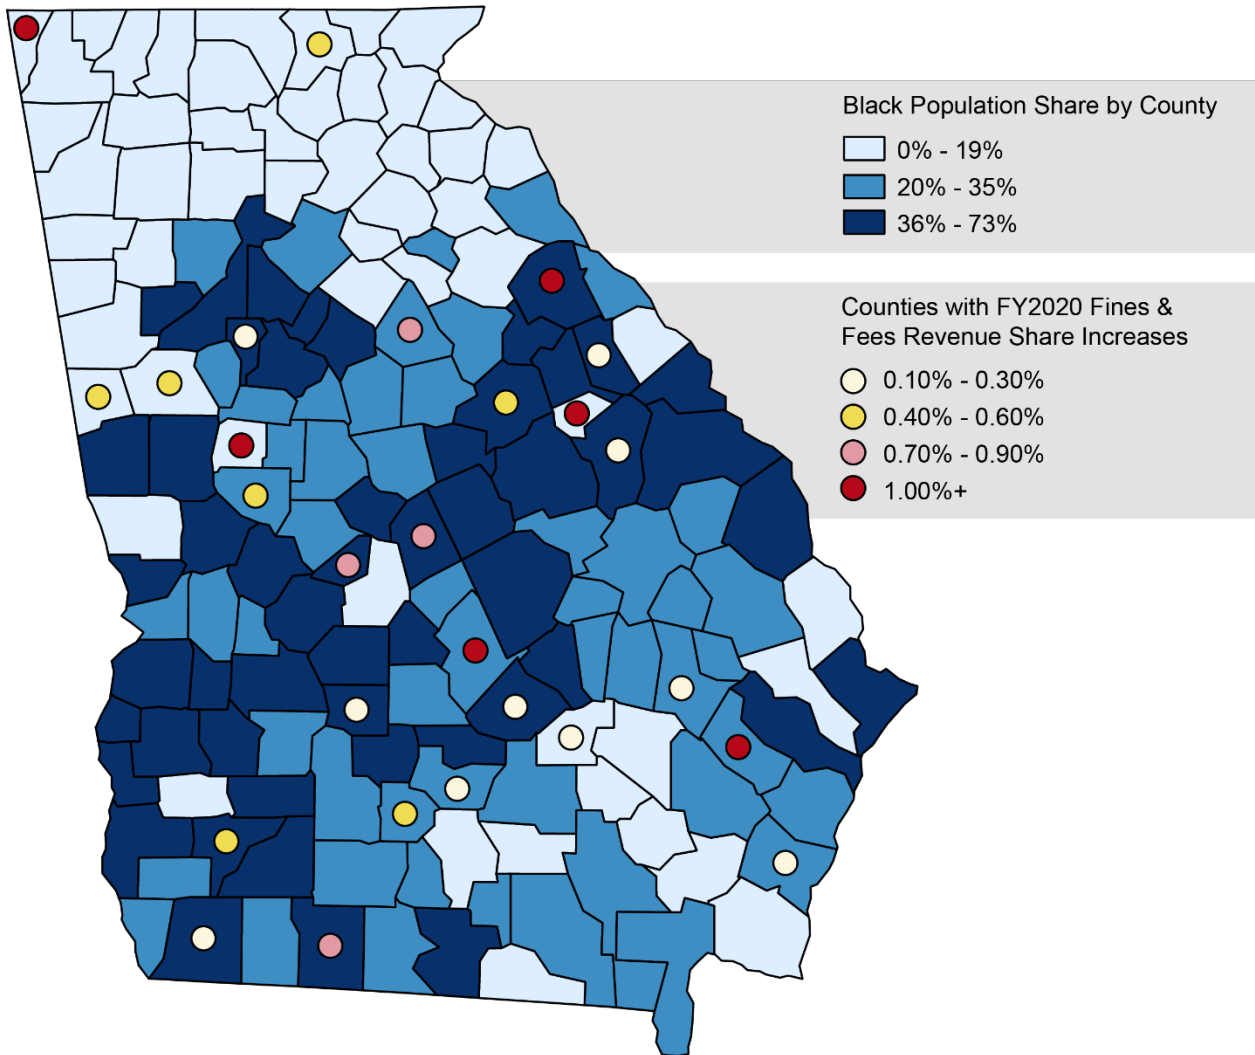 Black Population Share by County
0% - 19%
20% - 35%
36% - 73%
Counties with FY2020 Fines &
Fees Revenue Share Increases
0.10% - 0.30%
0.40% - 0.60%
0.70% - 0.90%
1.00%+